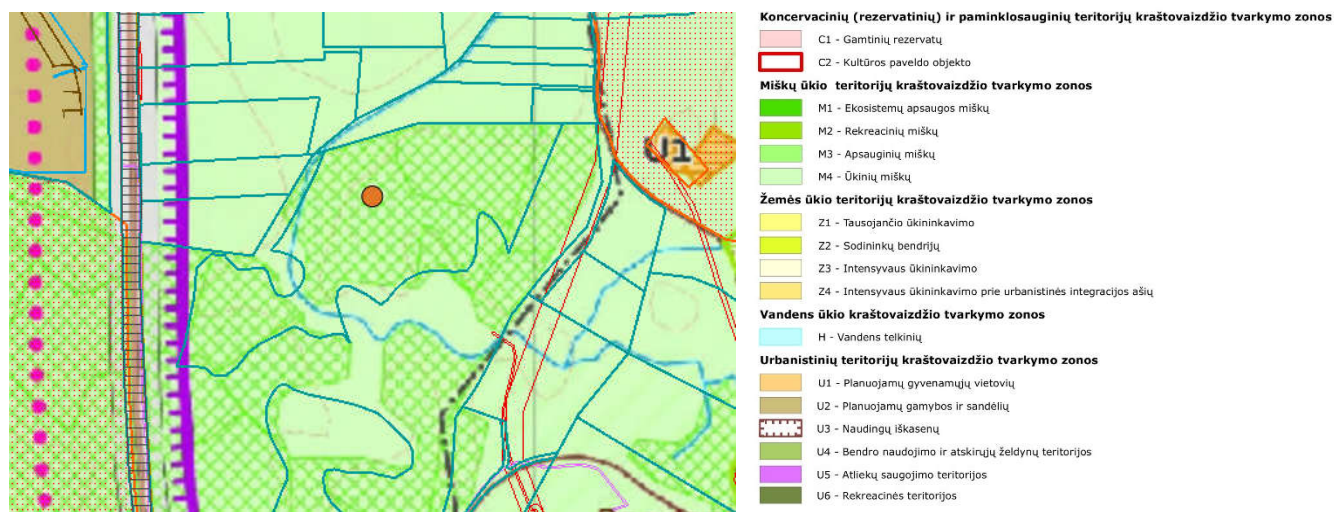 U1
Koncervacinių (rezervatinių) ir paminklosauginių teritorijų kraštovaizdžio tvarkymo zonos
C1 - Gamtinių rezervatų
C2 - Kultūros paveldo objekto
Miškų ūkio teritorijų kraštovaizdžio tvarkymo zonos
M1 - Ekosistemų apsaugos miškų
M2 - Rekreacinių miškų
M3 - Apsauginių miškų
M4 - Ūkinių miškų
Žemės ūkio teritorijų kraštovaizdžio tvarkymo zonos
Z1 - Tausojančio ūkininkavimo
Z2 - Sodininkų bendrijų
Z3 - Intensyvaus ūkininkavimo
Z4 - Intensyvaus ūkininkavimo prie urbanistinės integracijos ašių
Vandens ūkio kraštovaizdžio tvarkymo zonos
H - Vandens telkinių
Urbanistinių teritorijų kraštovaizdžio tvarkymo zonos
U1 - Planuojamų gyvenamųjų vietovių
U2 - Planuojamų gamybos ir sandėlių
U3 - Naudingų iškasenų
U4 - Bendro naudojimo ir atskirųjų želdynų teritorijos
U5 - Atliekų saugojimo teritorijos
U6 - Rekreacinės teritorijos